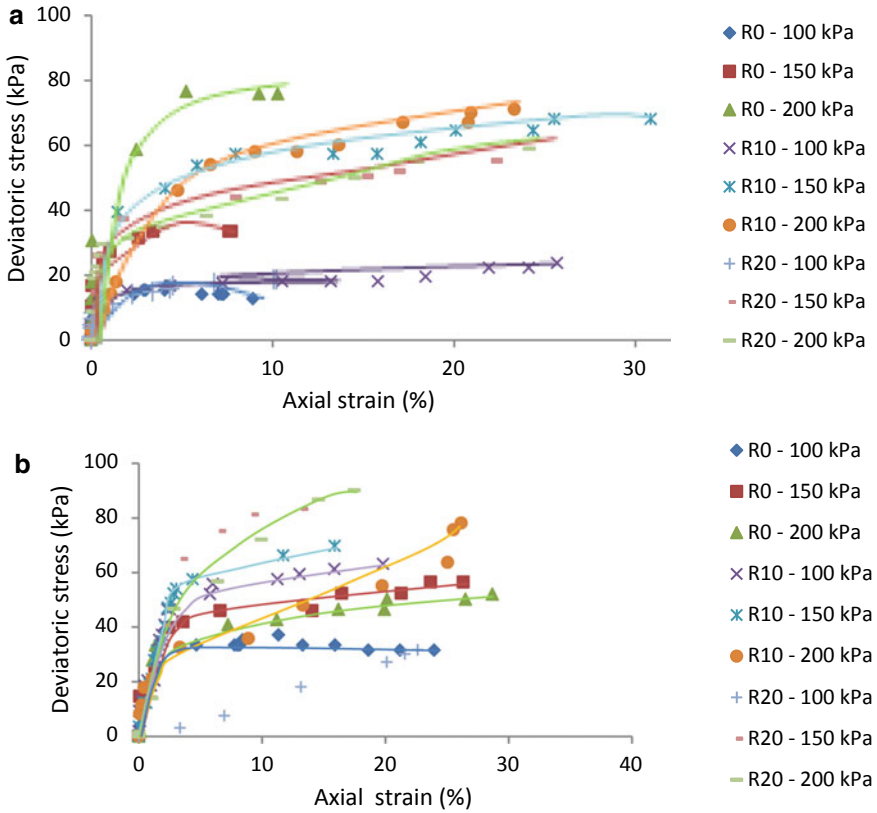 a
Deviatoric stress (kPa)
100
80
60
40
20
0
0 10 20 30
Axial strain (%)
R0 - 100 kPa
R0 - 150 kPa
R0 - 200 kPa
R10 - 100 kPa
R10 - 150 kPa
R10 - 200 kPa
R20 - 100 kPa
R20 - 150 kPa
R20 - 200 kPa
b
Deviatoric stress (kPa)
100
80
60
40
20
0
0 10 20 30 40
Axial strain (%)
R0 - 100 kPa
R0 - 150 kPa
R0 - 200 kPa
R10 - 100 kPa
R10 - 150 kPa
R10 - 200 kPa
R20 - 100 kPa
R20 - 150 kPa
R20 - 200 kPa